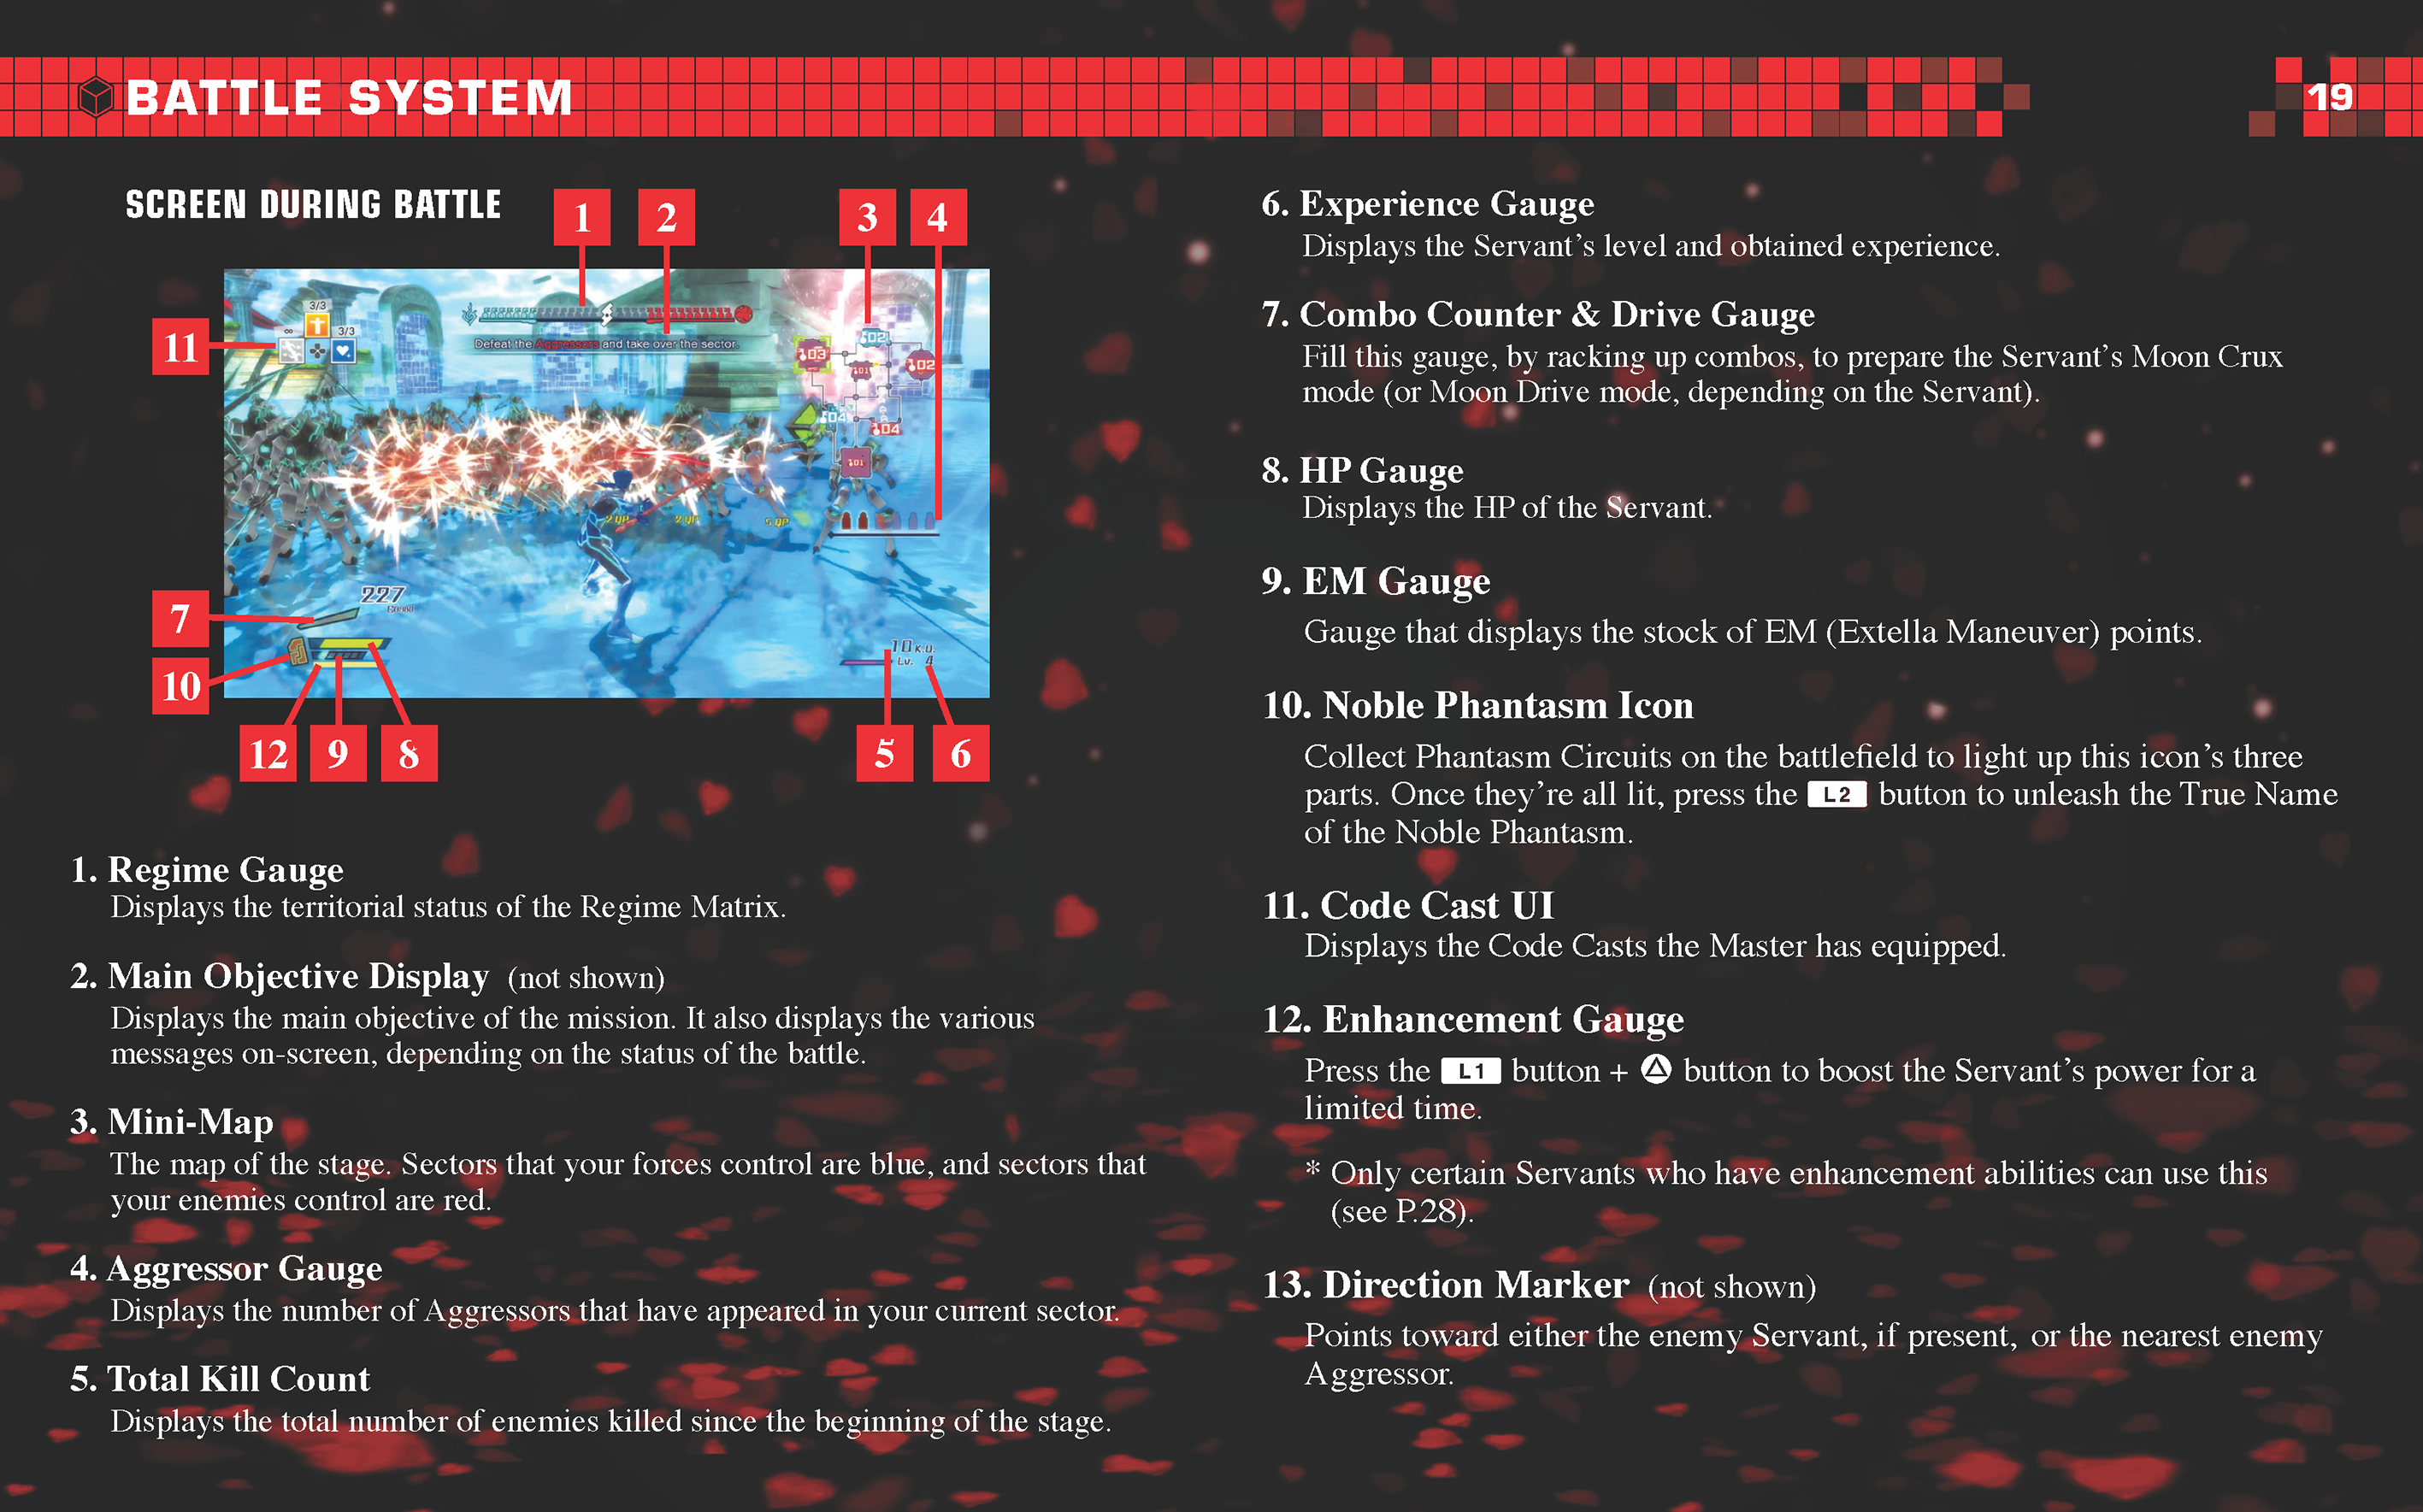 BATTLE SYSTEM
19
SCREEN DURING BATTLE
1
2
3
4
3/3
∞
3/3
11
Defeat the Aggressors and take over the sector.
03
02
01
02
04
04
01
2 QP
2 QP
5 QP
227
Round
7
10
10 K.O.
Lv. 4
12
9
8
5
6
1. Regime Gauge
Displays the territorial status of the Regime Matrix.
2. Main Objective Display (not shown)
Displays the main objective of the mission. It also displays the various
messages on-screen, depending on the status of the battle.
3. Mini-Map
The map of the stage. Sectors that your forces control are blue, and sectors that
your enemies control are red.
4. Aggressor Gauge
Displays the number of Aggressors that have appeared in your current sector.
5. Total Kill Count
Displays the total number of enemies killed since the beginning of the stage.
6. Experience Gauge
Displays the Servant's level and obtained experience.
7. Combo Counter & Drive Gauge
Fill this gauge, by racking up combos, to prepare the Servant's Moon Crux
mode (or Moon Drive mode, depending on the Servant).
8. HP Gauge
Displays the HP of the Servant.
9. EM Gauge
Gauge that displays the stock of EM (Extella Maneuver) points.
10. Noble Phantasm Icon
Collect Phantasm Circuits on the battlefield to light up this icon's three
parts. Once they're all lit, press the L2 button to unleash the True Name
of the Noble Phantasm.
11. Code Cast UI
Displays the Code Casts the Master has equipped.
12. Enhancement Gauge
Press the L1 button + △ button to boost the Servant's power for a
limited time.
* Only certain Servants who have enhancement abilities can use this
(see P.28).
13. Direction Marker (not shown)
Points toward either the enemy Servant, if present, or the nearest enemy
Aggressor.